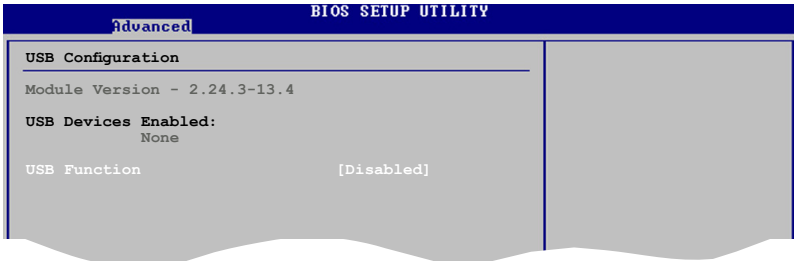 BIOS SETUP UTILITY
Advanced
USB Configuration
Module Version - 2.24.3-13.4
USB Devices Enabled:
None
USB Function [Disabled]